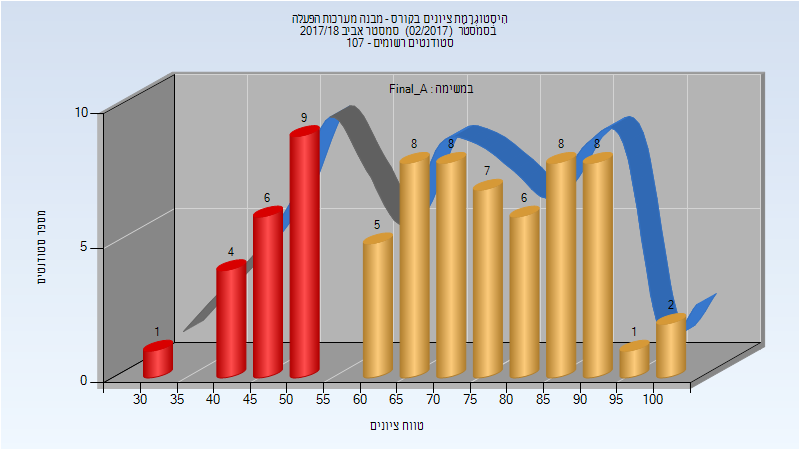 היסטוגרמת ציונים בקורס - מבנה מערכות הפעלה
בסמסטר (02/2017) סמסטר אביב 2017/18
סטודנטים רשומים - 107
במשימה : Final_A
מספר סטודנטים
10
5
0
1
4
6
9
5
8
8
7
6
8
8
1
2
30 35 40 45 50 55 60 65 70 75 80 85 90 95 100
טווח ציונים